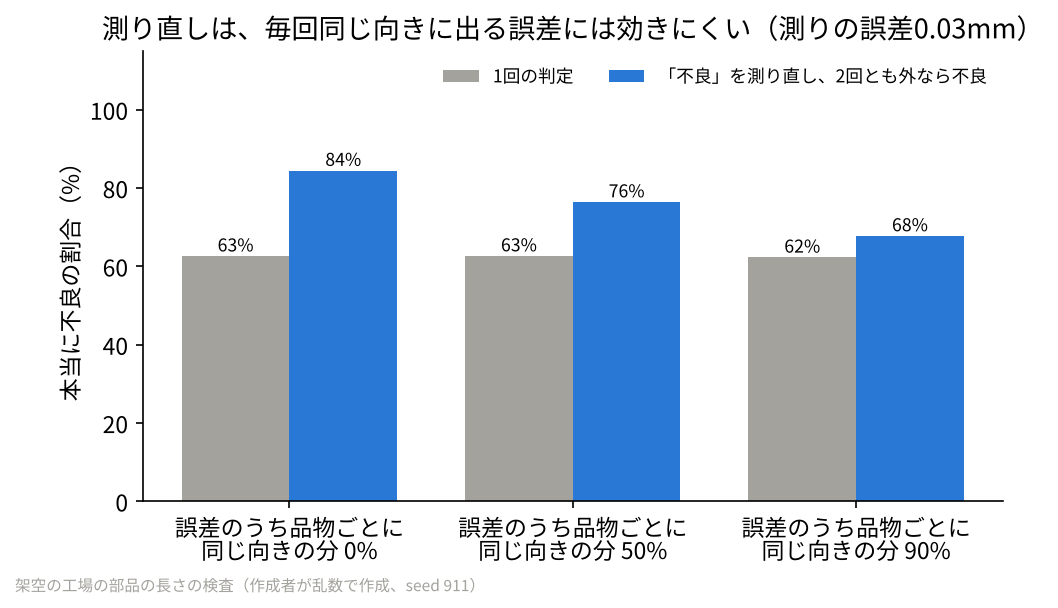 測り直しは、毎回同じ向きに出る誤差には効きにくい（測りの誤差0.03mm）
1回の判定
「不良」を測り直し、2回とも外なら不良
本当に不良の割合（%）
100
80
60
40
20
0
63%
84%
63%
76%
62%
68%
誤差のうち品物ごとに
同じ向きの分 0%
誤差のうち品物ごとに
同じ向きの分 50%
誤差のうち品物ごとに
同じ向きの分 90%
架空の工場の部品の長さの検査（作成者が乱数で作成、seed 911）